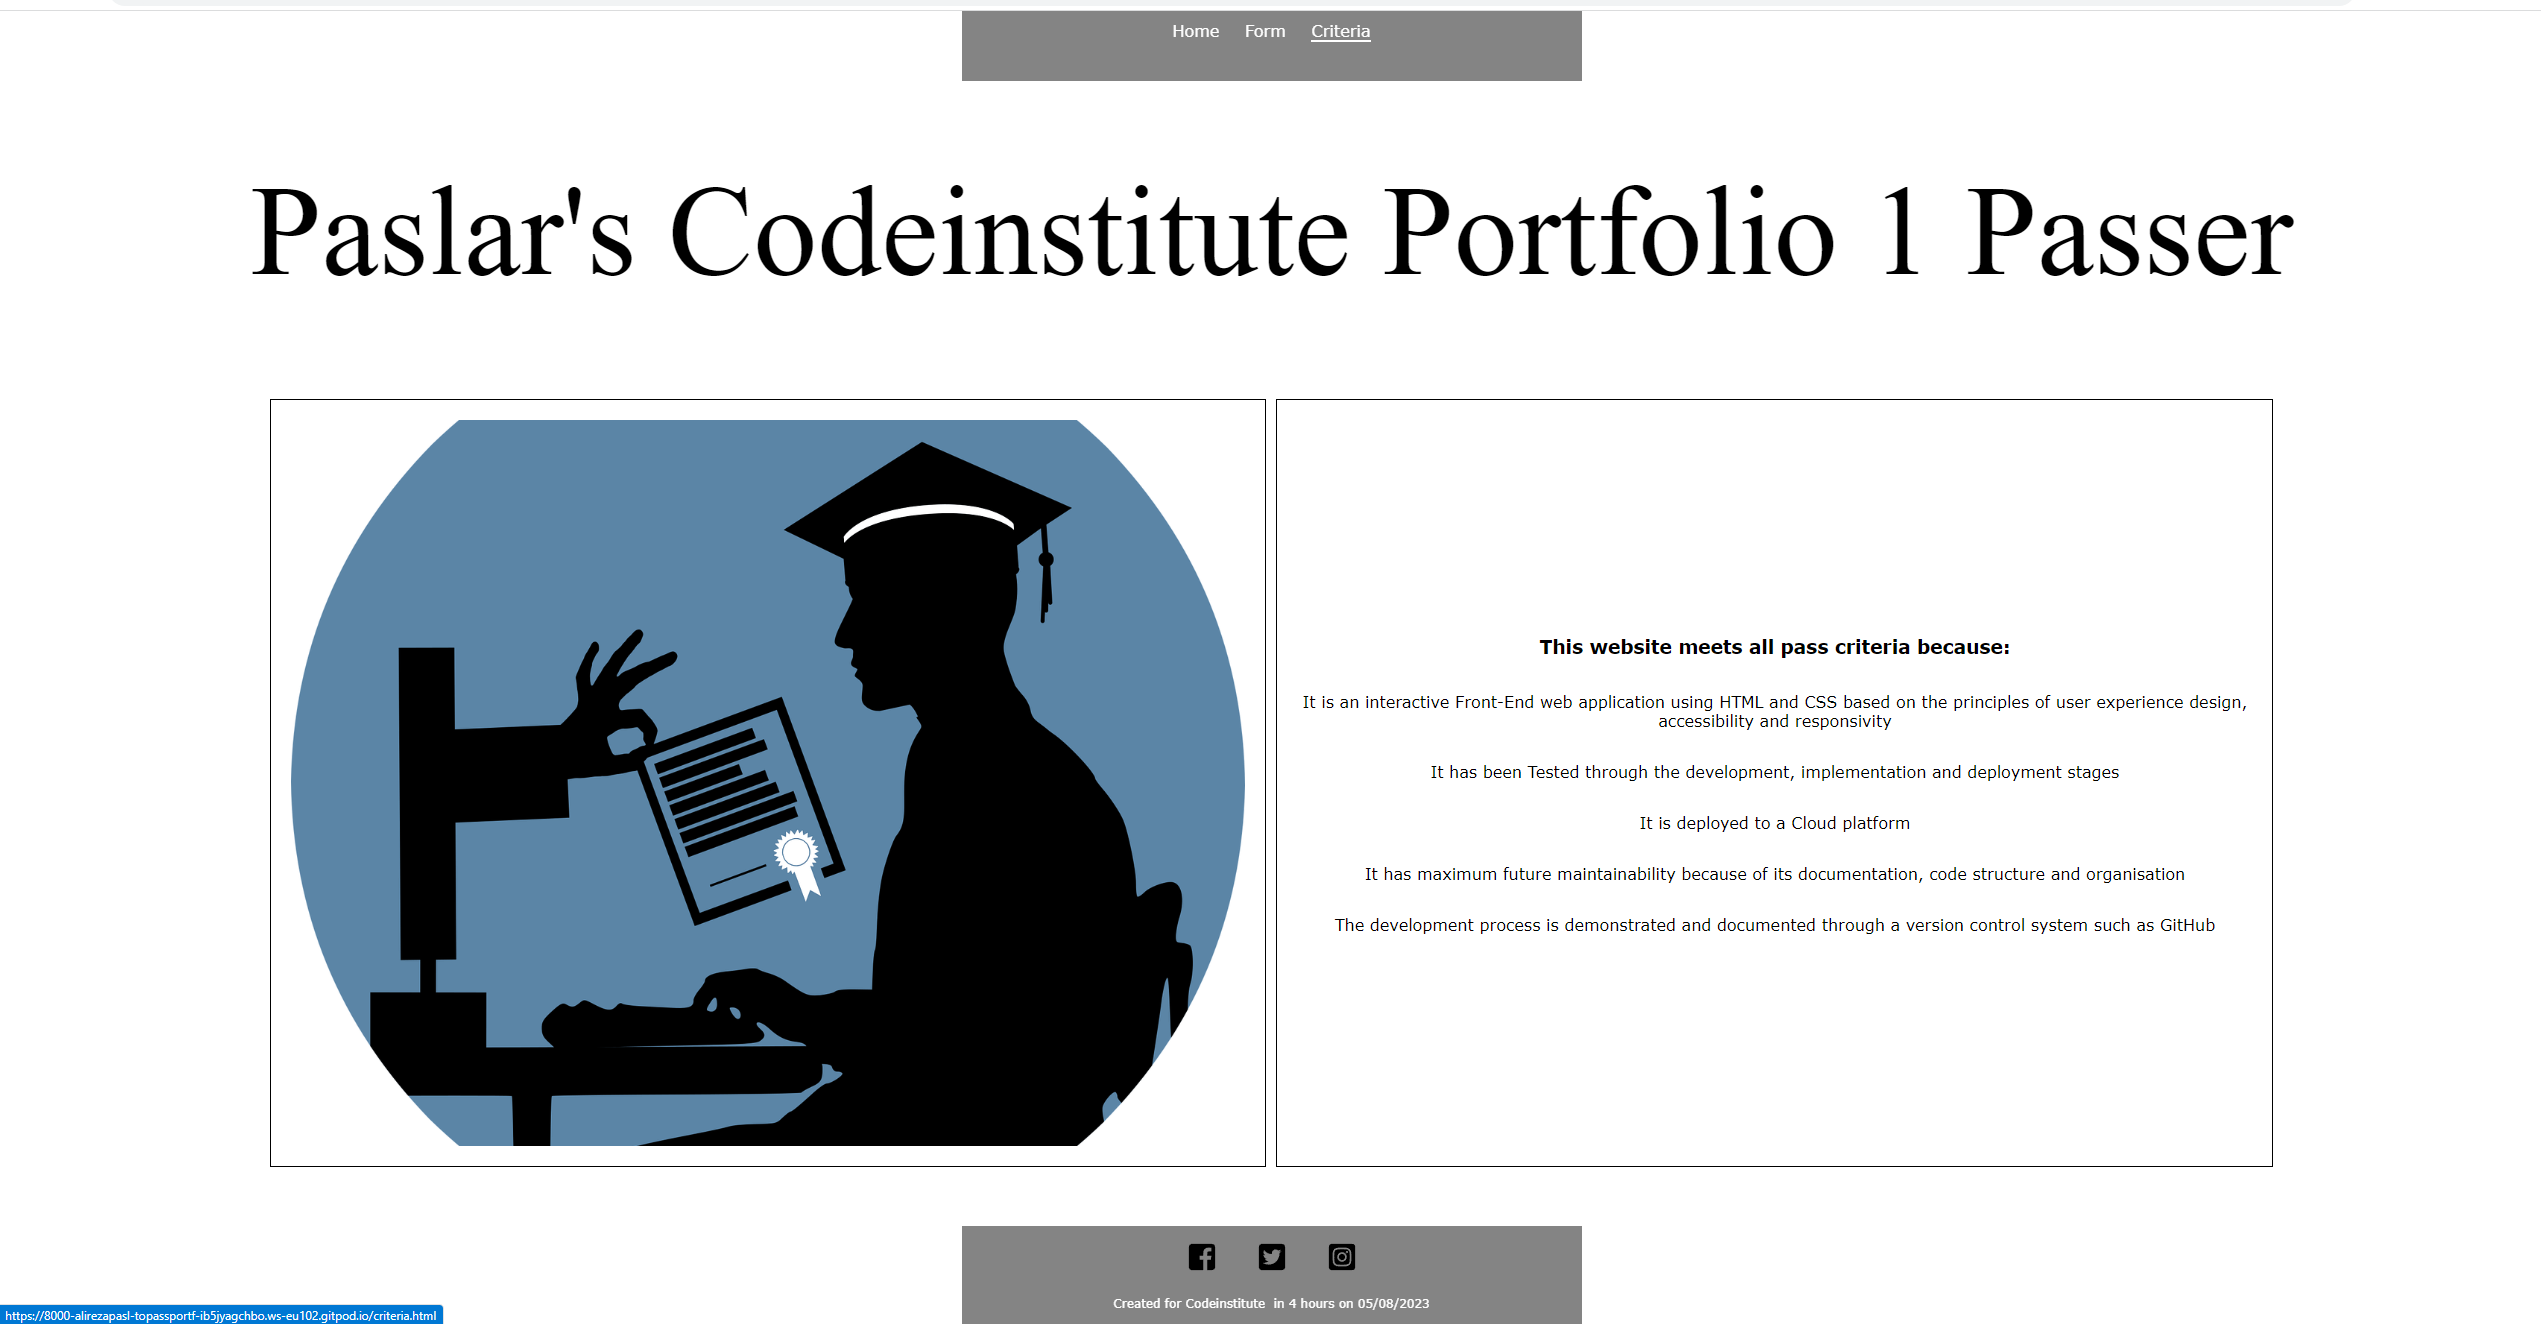 Home Form Criteria
Paslar's Codeinstitute Portfolio 1 Passer
This website meets all pass criteria because:
It is an interactive Front-End web application using HTML and CSS based on the principles of user experience design,
accessibility and responsivity
It has been Tested through the development, implementation and deployment stages
It is deployed to a Cloud platform
It has maximum future maintainability because of its documentation, code structure and organisation
The development process is demonstrated and documented through a version control system such as GitHub
Created for Codeinstitute in 4 hours on 05/08/2023
https://8000-alirezapasl-topassportf-ib5jyagchbo.ws-eu102.gitpod.io/criteria.html